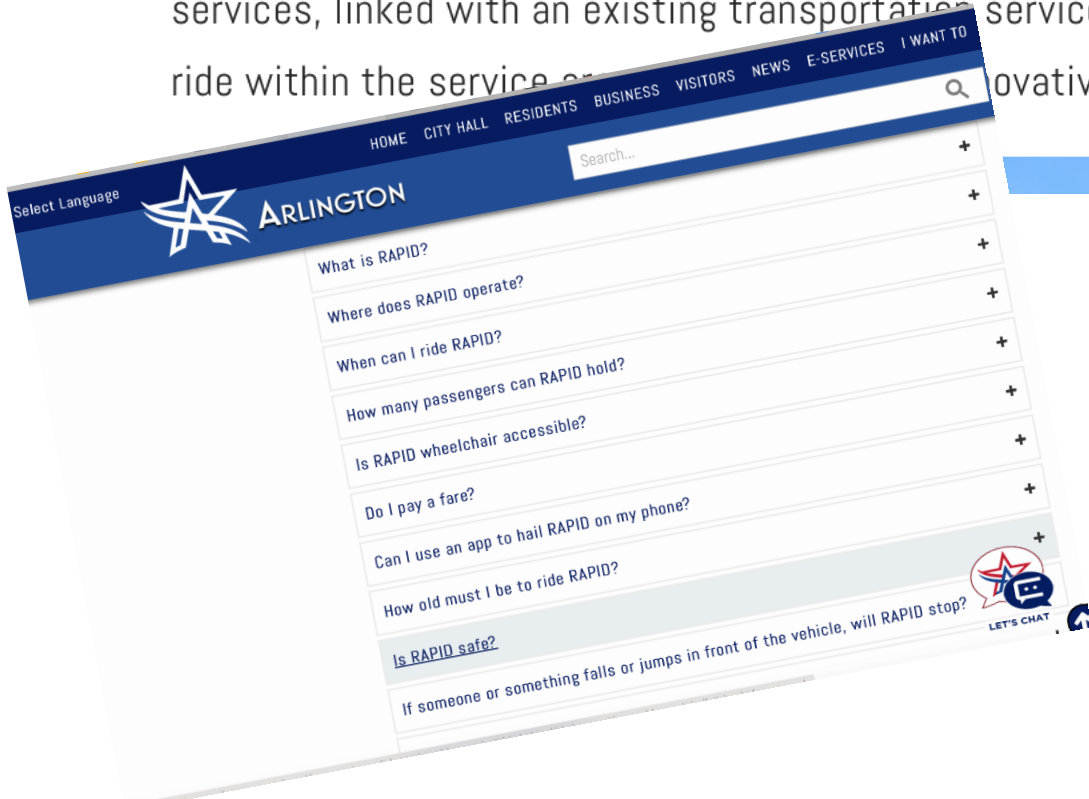 services, linked with an existing transportation servic
ride within the service
ovativ
HOME CITY HALL RESIDENTS BUSINESS VISITORS NEWS E-SERVICES I WANT TO
Select Language
ARLINGTON
Search...
What is RAPID?
Where does RAPID operate?
When can I ride RAPID?
How many passengers can RAPID hold?
Is RAPID wheelchair accessible?
Do I pay a fare?
Can I use an app to hail RAPID on my phone?
How old must I be to ride RAPID?
Is RAPID safe?
If someone or something falls or jumps in front of the vehicle, will RAPID stop?
LET'S CHAT